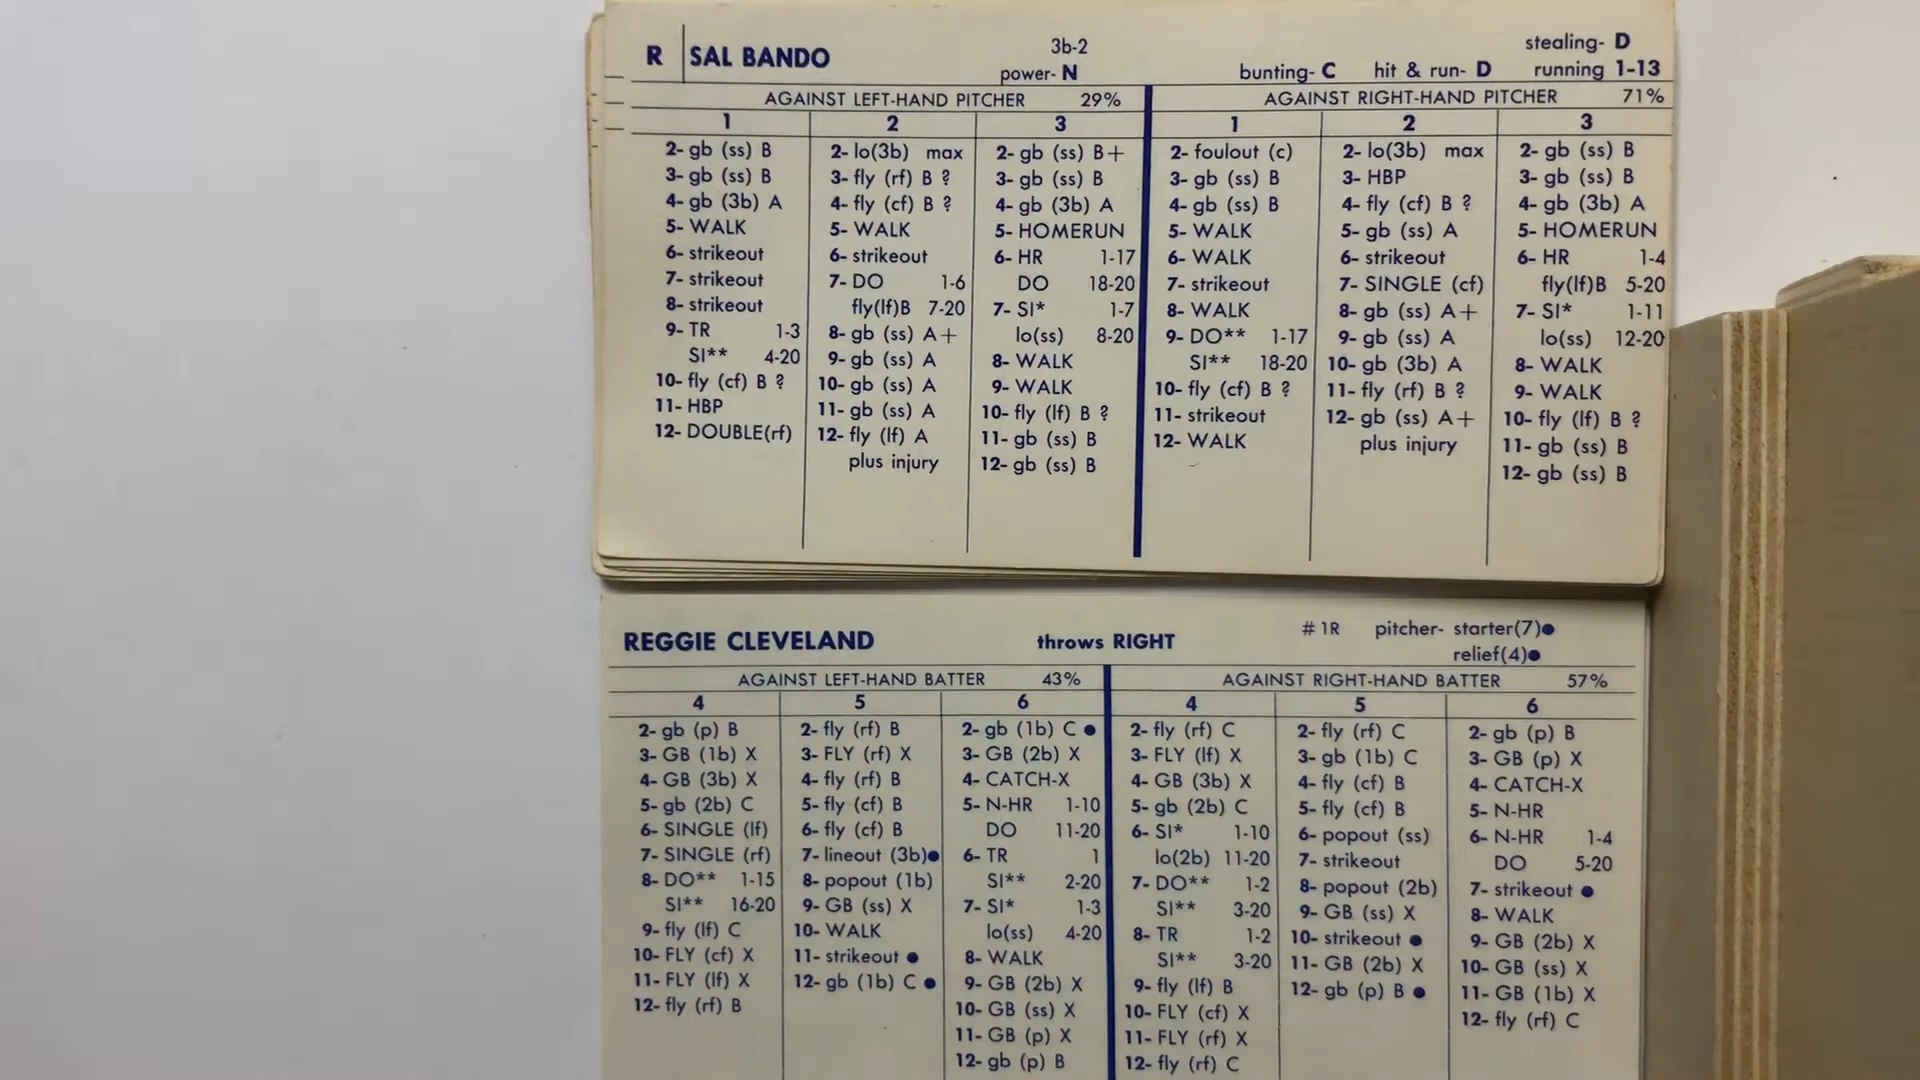 R SAL BANDO
3b-2
power- N
bunting- C hit & run- D
stealing- D
running 1-13
AGAINST LEFT-HAND PITCHER 29%
1
2- gb (ss) B
3- gb (ss) B
4- gb (3b) A
5- WALK
6- strikeout
7- strikeout
8- strikeout
9- TR 1-3
SI** 4-20
10- fly (cf) B ?
11- HBP
12- DOUBLE(rf)
2
2- lo(3b) max
3- fly (rf) B ?
4- fly (cf) B ?
5- WALK
6- strikeout
7- DO 1-6
fly(lf)B 7-20
8- gb (ss) A+
9- gb (ss) A
10- gb (ss) A
11- gb (ss) A
12- fly (lf) A
plus injury
3
2- gb (ss) B+
3- gb (ss) B
4- gb (3b) A
5- HOMERUN
6- HR 1-17
DO 18-20
7- SI* 1-7
lo(ss) 8-20
8- WALK
9- WALK
10- fly (lf) B ?
11- gb (ss) B
12- gb (ss) B
AGAINST RIGHT-HAND PITCHER 71%
1
2- foulout (c)
3- gb (ss) B
4- gb (ss) B
5- WALK
6- WALK
7- strikeout
8- WALK
9- DO** 1-17
SI** 18-20
10- fly (cf) B ?
11- strikeout
12- WALK
2
2- lo(3b) max
3- HBP
4- fly (cf) B ?
5- gb (ss) A
6- strikeout
7- SINGLE (cf)
8- gb (ss) A+
9- gb (ss) A
10- gb (3b) A
11- fly (rf) B ?
12- gb (ss) A+
plus injury
3
2- gb (ss) B
3- gb (ss) B
4- gb (3b) A
5- HOMERUN
6- HR 1-4
fly(lf)B 5-20
7- SI* 1-11
lo(ss) 12-20
8- WALK
9- WALK
10- fly (lf) B ?
11- gb (ss) B
12- gb (ss) B
REGGIE CLEVELAND throws RIGHT #1R pitcher- starter(7)●
relief(4)●
AGAINST LEFT-HAND BATTER 43%
4
2- gb (p) B
3- GB (1b) X
4- GB (3b) X
5- gb (2b) C
6- SINGLE (lf)
7- SINGLE (rf)
8- DO** 1-15
SI** 16-20
9- fly (lf) C
10- FLY (cf) X
11- FLY (lf) X
12- fly (rf) B
5
2- fly (rf) B
3- FLY (rf) X
4- fly (rf) B
5- fly (cf) B
6- fly (cf) B
7- lineout (3b)●
8- popout (1b)
9- GB (ss) X
10- WALK
11- strikeout ●
12- gb (1b) C ●
6
2- gb (1b) C ●
3- GB (2b) X
4- CATCH-X
5- N-HR 1-10
DO 11-20
6- TR 1
SI** 2-20
7- SI* 1-3
lo(ss) 4-20
8- WALK
9- GB (2b) X
10- GB (ss) X
11- GB (p) X
12- gb (p) B
AGAINST RIGHT-HAND BATTER 57%
4
2- fly (rf) C
3- FLY (lf) X
4- GB (3b) X
5- gb (2b) C
6- SI* 1-10
lo(2b) 11-20
7- DO** 1-2
SI** 3-20
8- TR 1-2
SI** 3-20
9- fly (lf) B
10- FLY (cf) X
11- FLY (rf) X
12- fly (rf) C
5
2- fly (rf) C
3- gb (1b) C
4- fly (cf) B
5- fly (cf) B
6- popout (ss)
7- strikeout
8- popout (2b)
9- GB (ss) X
10- strikeout ●
11- GB (2b) X
12- gb (p) B ●
6
2- gb (p) B
3- GB (p) X
4- CATCH-X
5- N-HR
6- N-HR 1-4
DO 5-20
7- strikeout ●
8- WALK
9- GB (2b) X
10- GB (ss) X
11- GB (1b) X
12- fly (rf) C